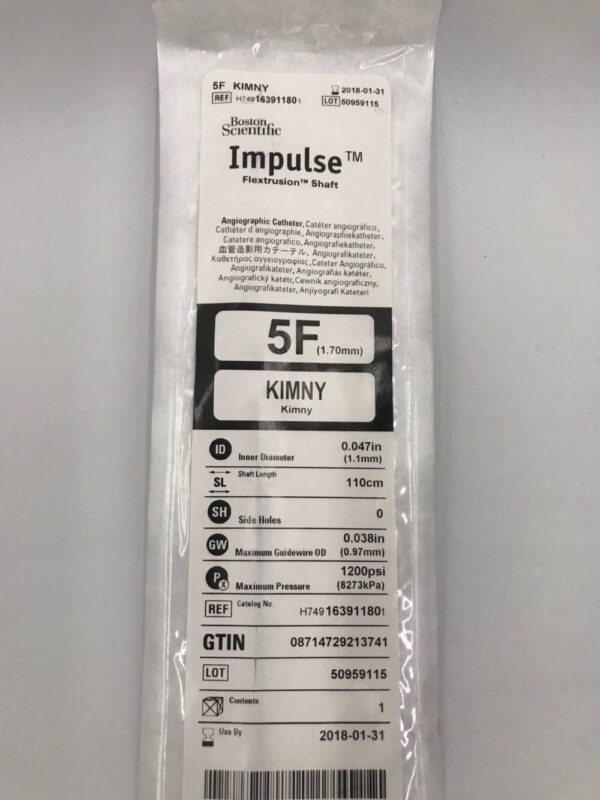 5F KIMNY 2018-01-31
REF H749163911801 LOT 50959115
Boston
Scientific
Impulse™
Flextrusion™ Shaft
Angiographic Catheter, Catéter angiográfico,
Cathéter d'angiographie, Angiographiekatheter,
Catetere angiografico, Angiografiekatheter,
血管造影用カテーテル, Angiografikateter,
Καθετήρας αγγειογραφίας, Cateter Angiográfico,
Angiografikateter, Angiográfiás katéter,
Angiografický katétr, Cewnik angiograficzny,
Angiografikateter, Anjiyografi Kateteri
5F (1.70mm)
KIMNY
Kimny
ID Inner Diameter 0.047in
(1.1mm)
SL Shaft Length 110cm
SH Side Holes 0
GW Maximum Guidewire OD 0.038in
(0.97mm)
Px Maximum Pressure 1200psi
(8273kPa)
REF Catalog No. H749163911801
GTIN 08714729213741
LOT 50959115
Contents 1
Use By 2018-01-31